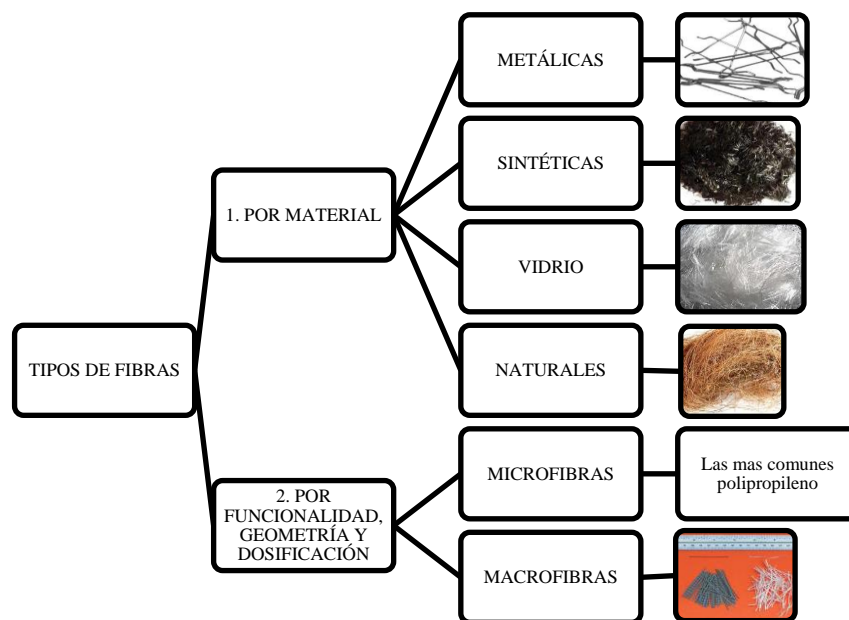 METÁLICAS
SINTÉTICAS
1. POR MATERIAL
VIDRIO
TIPOS DE FIBRAS
NATURALES
MICROFIBRAS
Las mas comunes
polipropileno
2. POR
FUNCIONALIDAD,
GEOMETRÍA Y
DOSIFICACIÓN
MACROFIBRAS